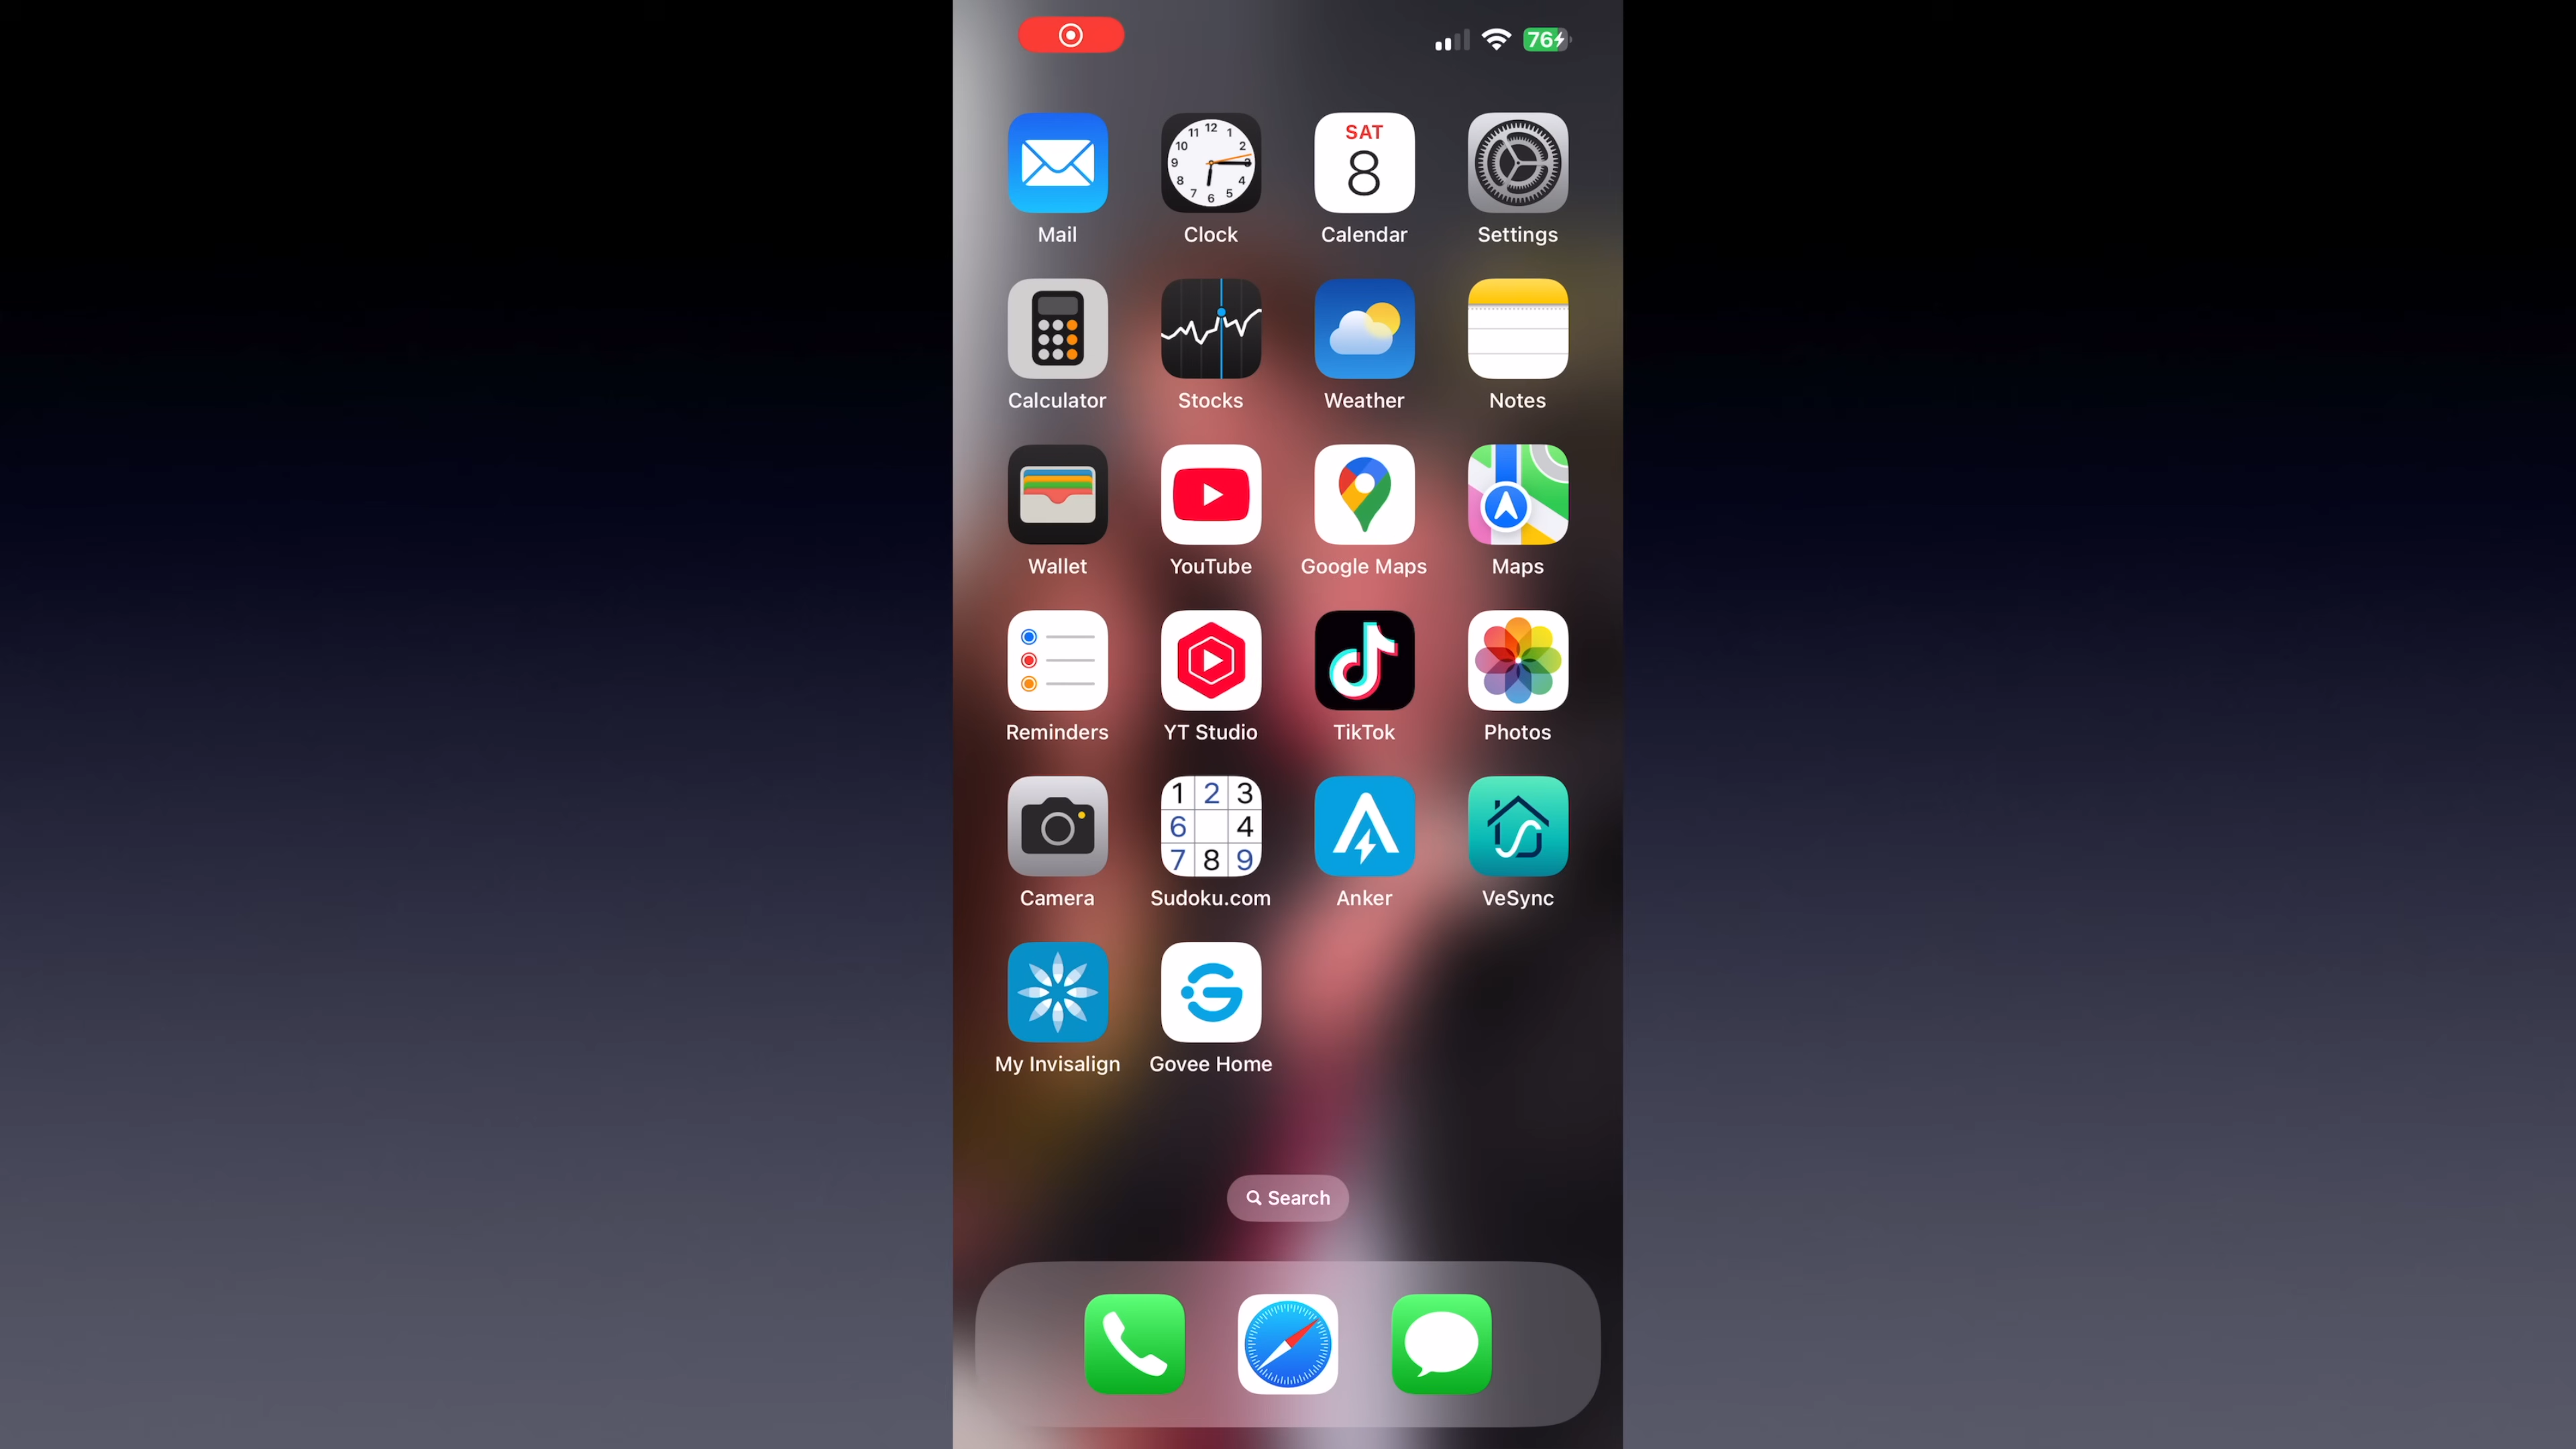 76
SAT
8
Mail
Clock
Calendar
Settings
Calculator
Stocks
Weather
Notes
Wallet
YouTube
Google Maps
Maps
Reminders
YT Studio
TikTok
Photos
1 2 3
6 4
7 8 9
Camera
Sudoku.com
Anker
VeSync
My Invisalign
Govee Home
Search